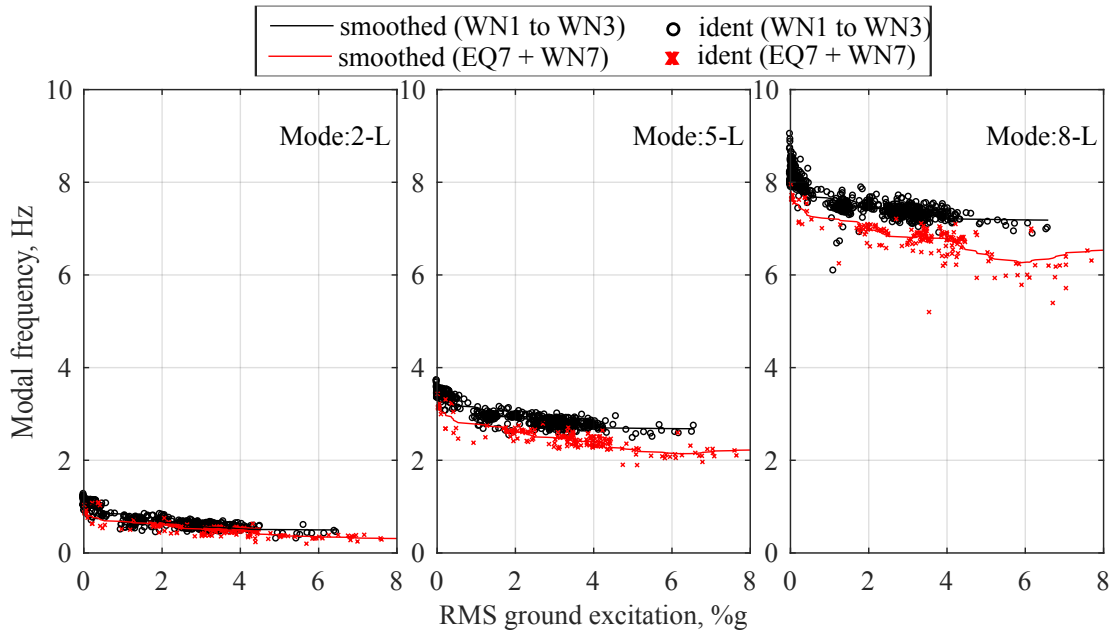 smoothed (WN1 to WN3) ident (WN1 to WN3)
smoothed (EQ7 + WN7) ident (EQ7 + WN7)
10 10 10
Mode:2-L Mode:5-L Mode:8-L
8 8 8
6 6 6
4 4 4
2 2 2
0 0 0
0 2 4 6 8 0 2 4 6 8 0 2 4 6 8
Modal frequency, Hz
RMS ground excitation, %g